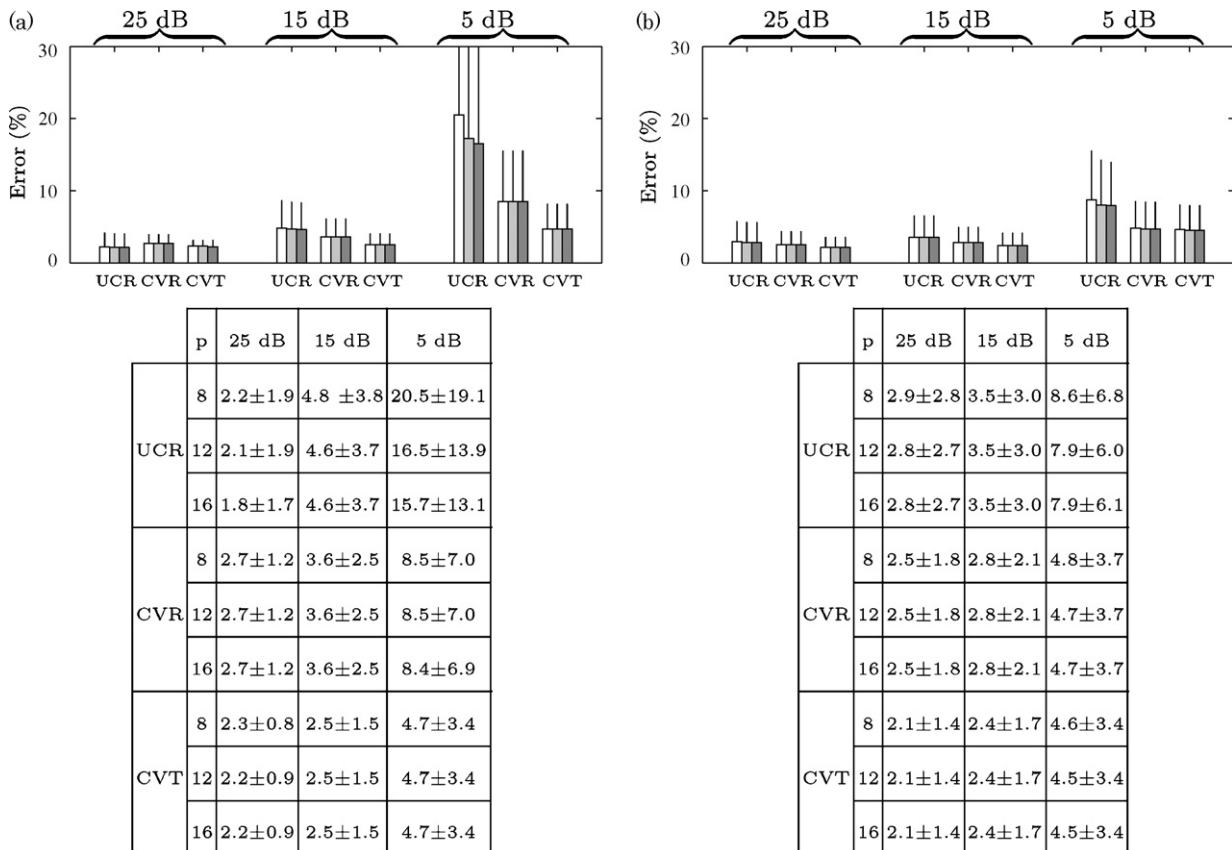 (a) 25 dB 15 dB 5 dB
30
20
10
0
Error (%)
UCR CVR CVT UCR CVR CVT UCR CVR CVT
p 25 dB 15 dB 5 dB
8 2.2±1.9 4.8 ±3.8 20.5±19.1
UCR 12 2.1±1.9 4.6±3.7 16.5±13.9
16 1.8±1.7 4.6±3.7 15.7±13.1
8 2.7±1.2 3.6±2.5 8.5±7.0
CVR 12 2.7±1.2 3.6±2.5 8.5±7.0
16 2.7±1.2 3.6±2.5 8.4±6.9
8 2.3±0.8 2.5±1.5 4.7±3.4
CVT 12 2.2±0.9 2.5±1.5 4.7±3.4
16 2.2±0.9 2.5±1.5 4.7±3.4
(b) 25 dB 15 dB 5 dB
30
20
10
0
Error (%)
UCR CVR CVT UCR CVR CVT UCR CVR CVT
p 25 dB 15 dB 5 dB
8 2.9±2.8 3.5±3.0 8.6±6.8
UCR 12 2.8±2.7 3.5±3.0 7.9±6.0
16 2.8±2.7 3.5±3.0 7.9±6.1
8 2.5±1.8 2.8±2.1 4.8±3.7
CVR 12 2.5±1.8 2.8±2.1 4.7±3.7
16 2.5±1.8 2.8±2.1 4.7±3.7
8 2.1±1.4 2.4±1.7 4.6±3.4
CVT 12 2.1±1.4 2.4±1.7 4.5±3.4
16 2.1±1.4 2.4±1.7 4.5±3.4